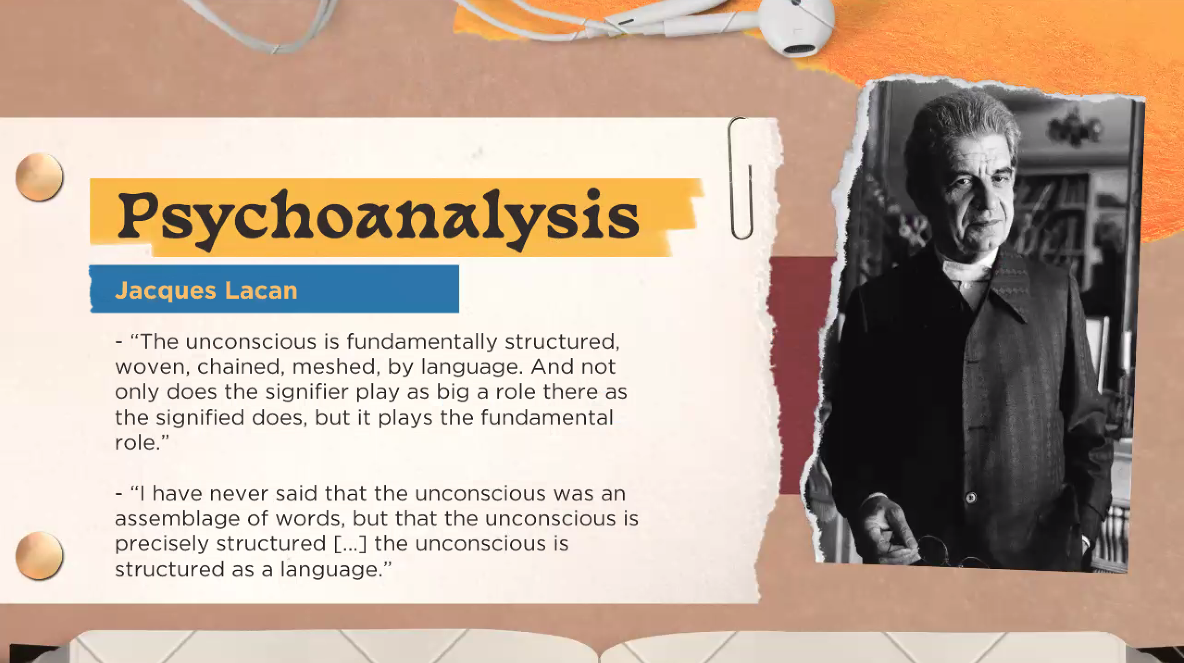 Psychoanalysis
Jacques Lacan
- “The unconscious is fundamentally structured,
woven, chained, meshed, by language. And not
only does the signifier play as big a role there as
the signified does, but it plays the fundamental
role.”
- “I have never said that the unconscious was an
assemblage of words, but that the unconscious is
precisely structured [...] the unconscious is
structured as a language.”